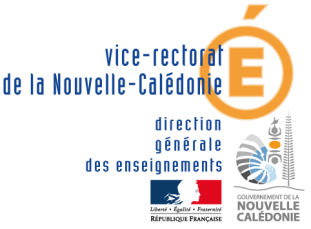 vice-rectorat
de la Nouvelle-Calédonie
É
direction
générale
des enseignements
Liberté • Égalité • Fraternité
RÉPUBLIQUE FRANÇAISE
GOUVERNEMENT DE LA
NOUVELLE
CALÉDONIE